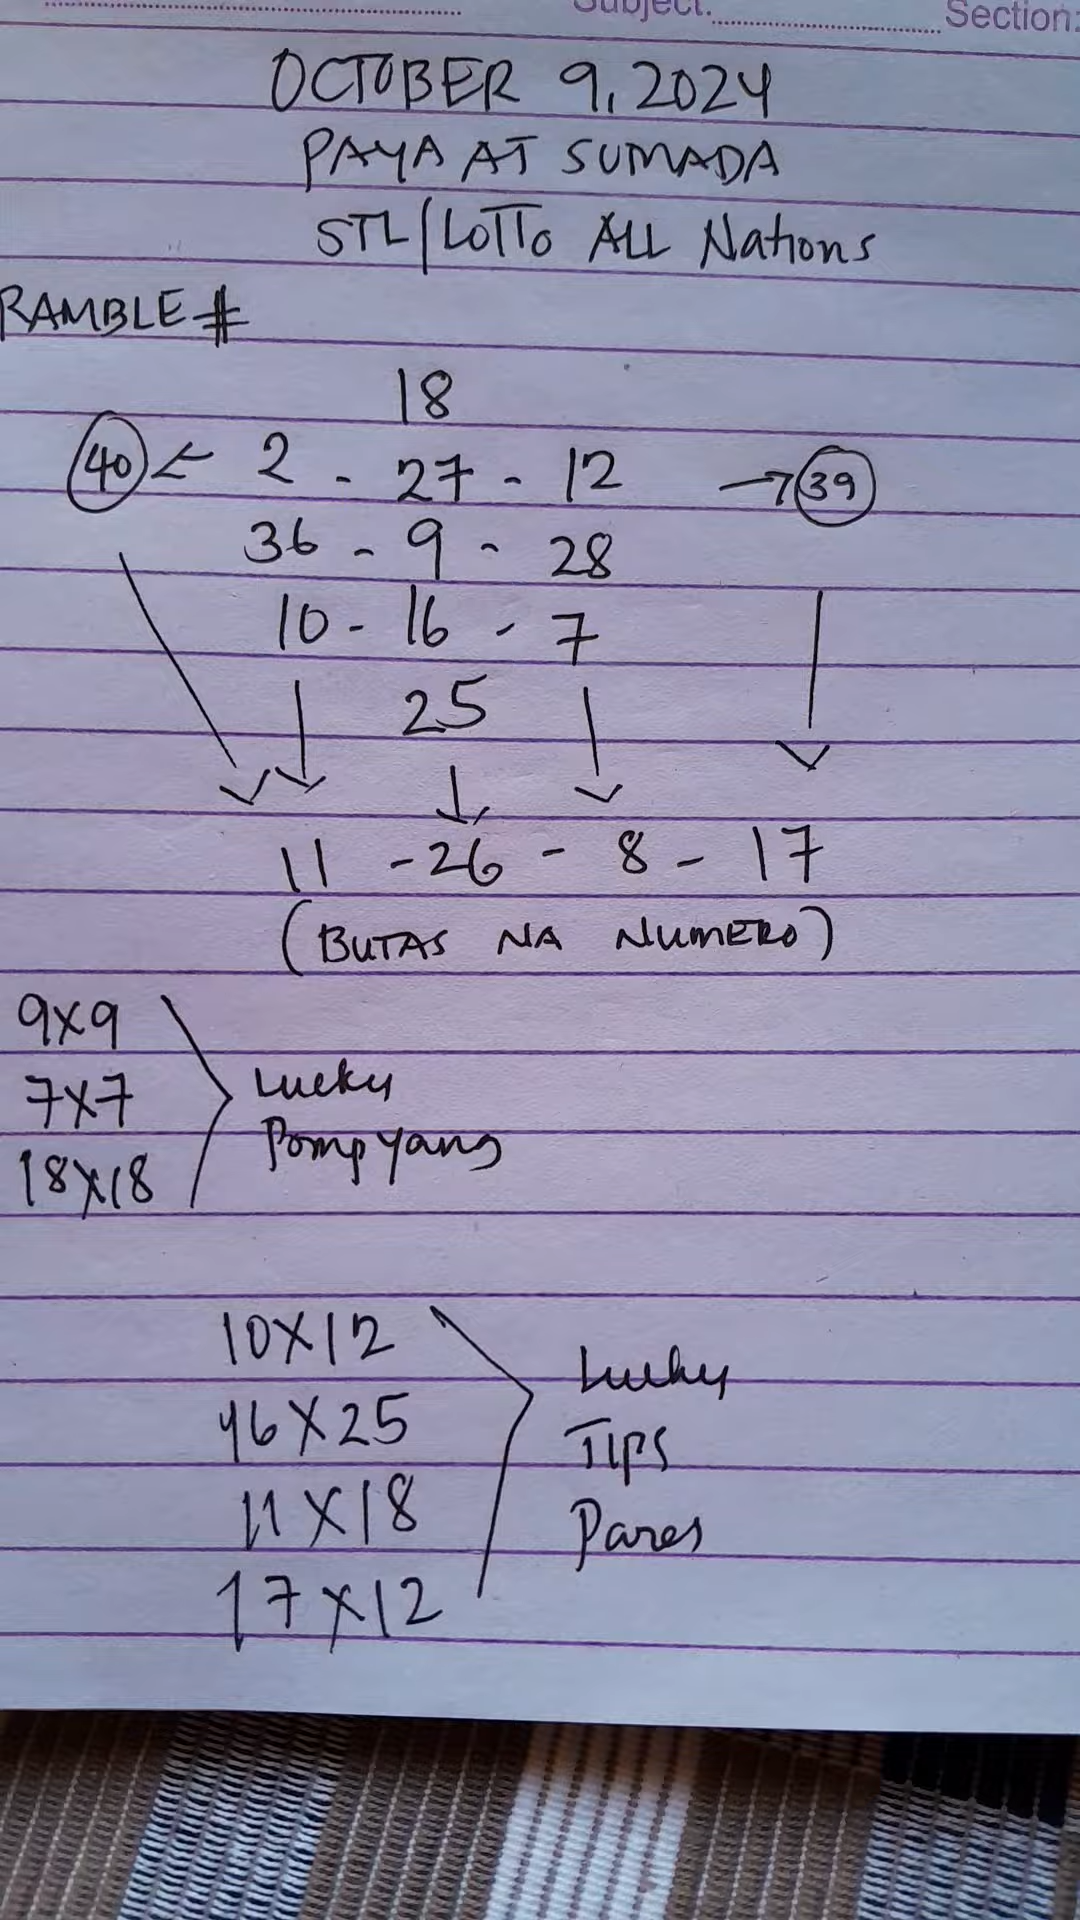 Subject: Section:
OCTOBER 9, 2024
PAYA AT SUMADA
STL/LOTTO ALL Nations
RAMBLE #
18
40 ← 2 - 27 - 12 → 39
36 - 9 - 28
10 - 16 - 7
25
11 - 26 - 8 - 17
(BUTAS NA NUMERO)
9X9
7X7
18X18
Lucky
Pompyang
10X12
16X25
11X18
17X12
Lucky
Tips
Pares